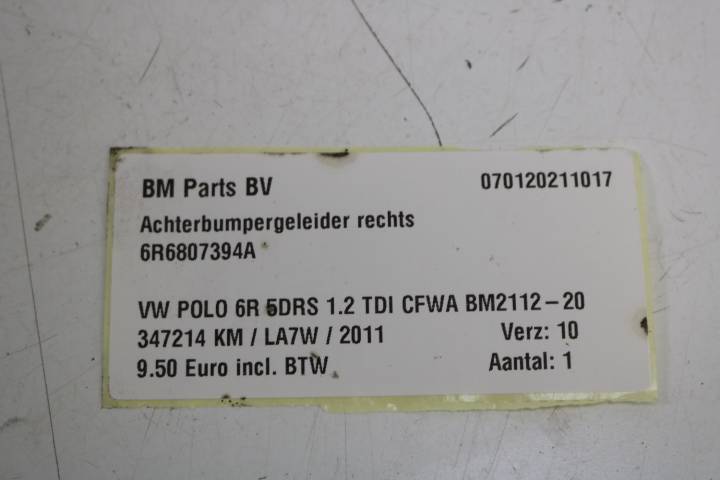 BM Parts BV 070120211017
Achterbumpergeleider rechts
6R6807394A
VW POLO 6R 5DRS 1.2 TDI CFWA BM2112-20
347214 KM / LA7W / 2011 Verz: 10
9.50 Euro incl. BTW Aantal: 1